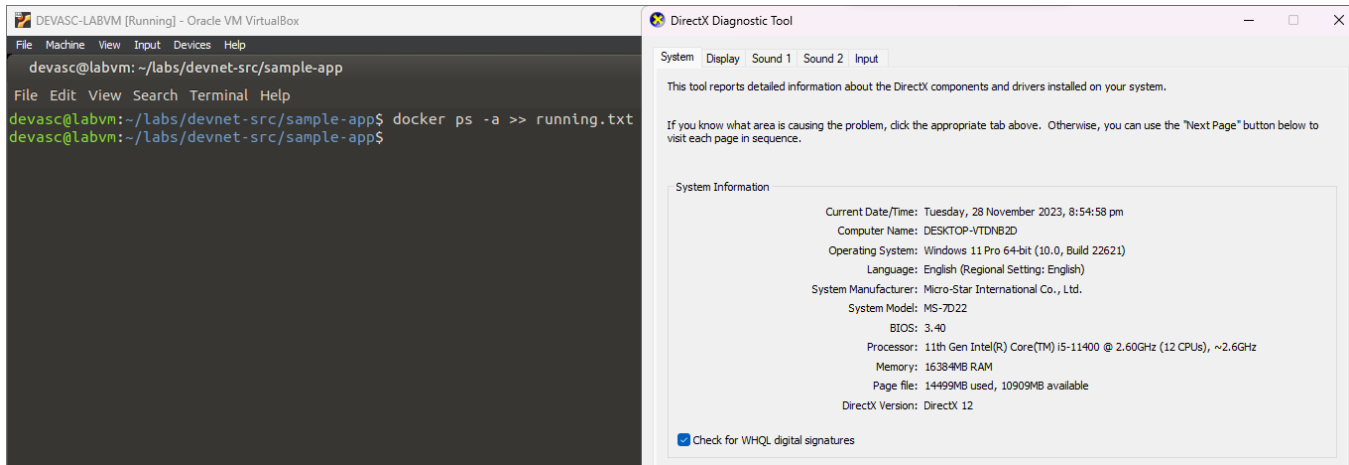 DEVASC-LABVM [Running] - Oracle VM VirtualBox
File Machine View Input Devices Help
devasc@labvm: ~/labs/devnet-src/sample-app
File Edit View Search Terminal Help
devasc@labvm:~/labs/devnet-src/sample-app$ docker ps -a >> running.txt
devasc@labvm:~/labs/devnet-src/sample-app$
DirectX Diagnostic Tool
System Display Sound 1 Sound 2 Input
This tool reports detailed information about the DirectX components and drivers installed on your system.
If you know what area is causing the problem, click the appropriate tab above. Otherwise, you can use the "Next Page" button below to
visit each page in sequence.
System Information
Current Date/Time: Tuesday, 28 November 2023, 8:54:58 pm
Computer Name: DESKTOP-VTDNB2D
Operating System: Windows 11 Pro 64-bit (10.0, Build 22621)
Language: English (Regional Setting: English)
System Manufacturer: Micro-Star International Co., Ltd.
System Model: MS-7D22
BIOS: 3.40
Processor: 11th Gen Intel(R) Core(TM) i5-11400 @ 2.60GHz (12 CPUs), ~2.6GHz
Memory: 16384MB RAM
Page file: 14499MB used, 10909MB available
DirectX Version: DirectX 12
Check for WHQL digital signatures